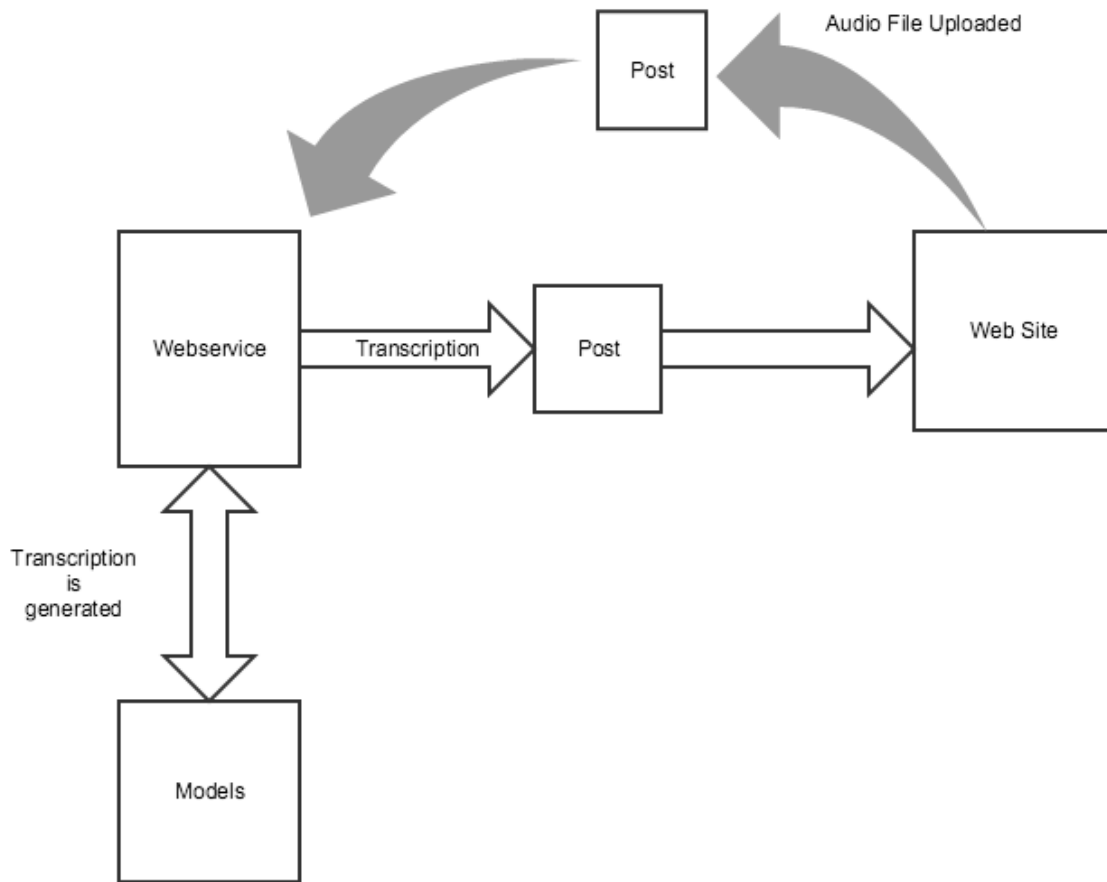 Audio File Uploaded
Post
Webservice
Transcription
Post
Web Site
Transcription
is
generated
Models